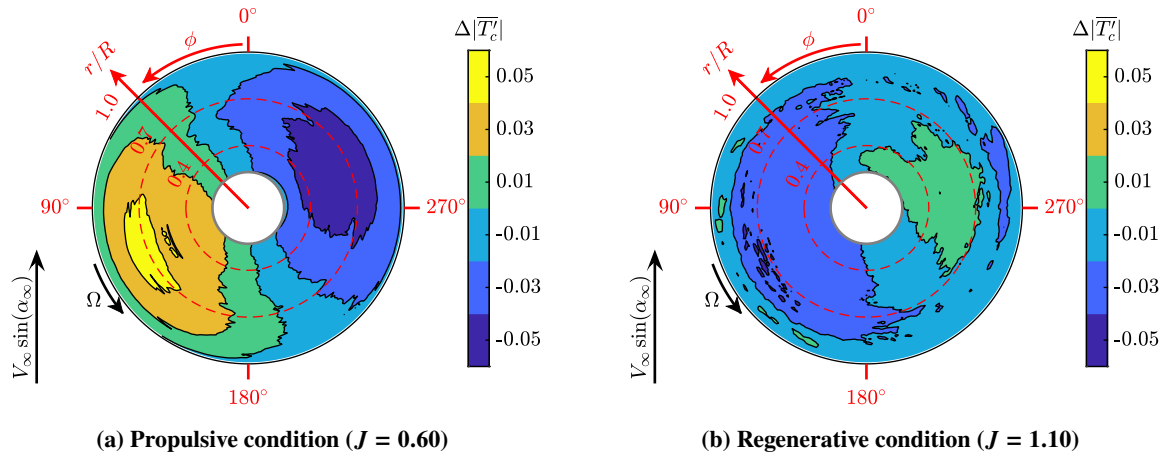 0°
Δ|T̅′c|
ϕ
r/R
1.0
0.7
0.4
90°
270°
180°
Ω
V∞ sin(α∞)
0.05
0.03
0.01
-0.01
-0.03
-0.05
(a) Propulsive condition (J = 0.60)
0°
Δ|T̅′c|
ϕ
r/R
1.0
0.4
90°
270°
180°
Ω
V∞ sin(α∞)
0.05
0.03
0.01
-0.01
-0.03
-0.05
(b) Regenerative condition (J = 1.10)